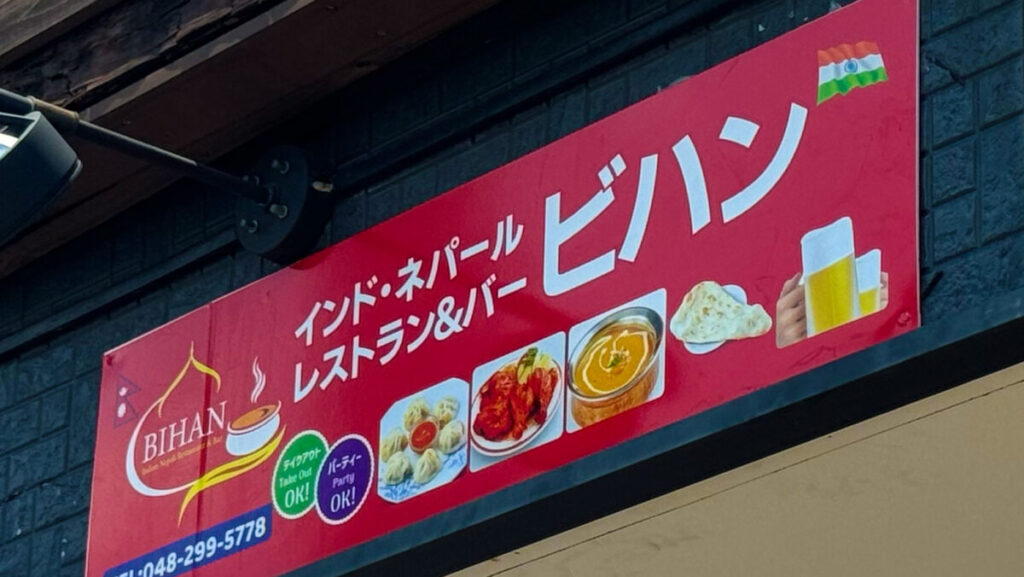 インド・ネパール
レストラン&バー
ビハン
BIHAN
Indian Nepali Restaurant & Bar
テイクアウト
Take Out
OK!
パーティー
Party
OK!
TEL:048-299-5778